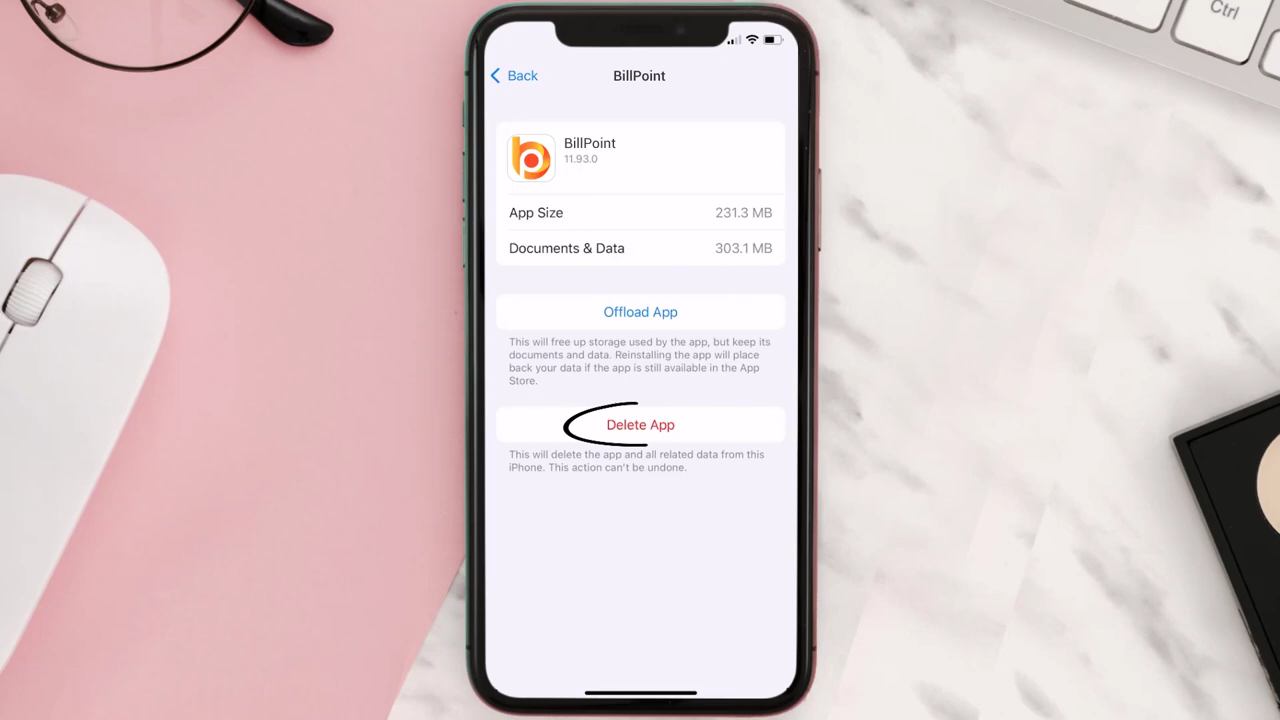 Ctrl
Back
BillPoint
BillPoint
11.93.0
App Size 231.3 MB
Documents & Data 303.1 MB
Offload App
This will free up storage used by the app, but keep its
documents and data. Reinstalling the app will place
back your data if the app is still available in the App
Store.
Delete App
This will delete the app and all related data from this
iPhone. This action can't be undone.